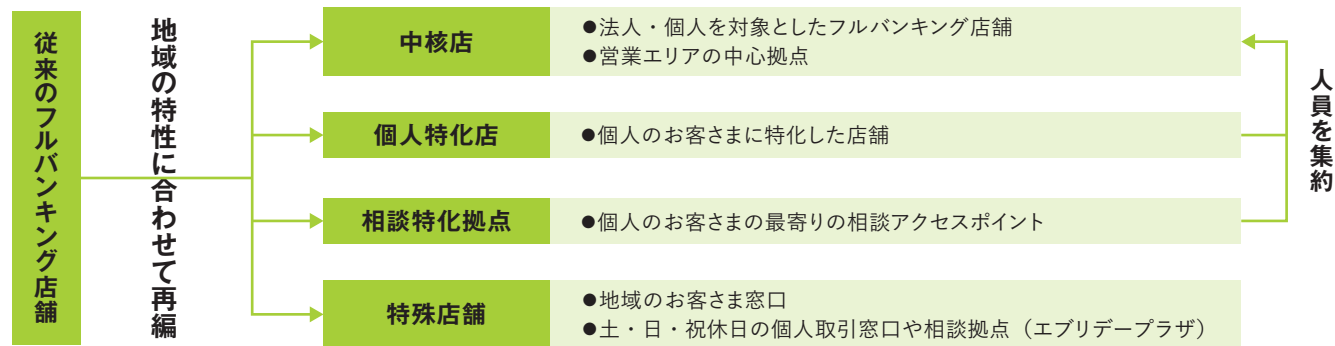 従来のフルバンキング店舗
地域の特性に合わせて再編
中核店
●法人・個人を対象としたフルバンキング店舗
●営業エリアの中心拠点
個人特化店
●個人のお客さまに特化した店舗
相談特化拠点
●個人のお客さまの最寄りの相談アクセスポイント
特殊店舗
●地域のお客さま窓口
●土・日・祝休日の個人取引窓口や相談拠点（エブリデープラザ）
人員を集約